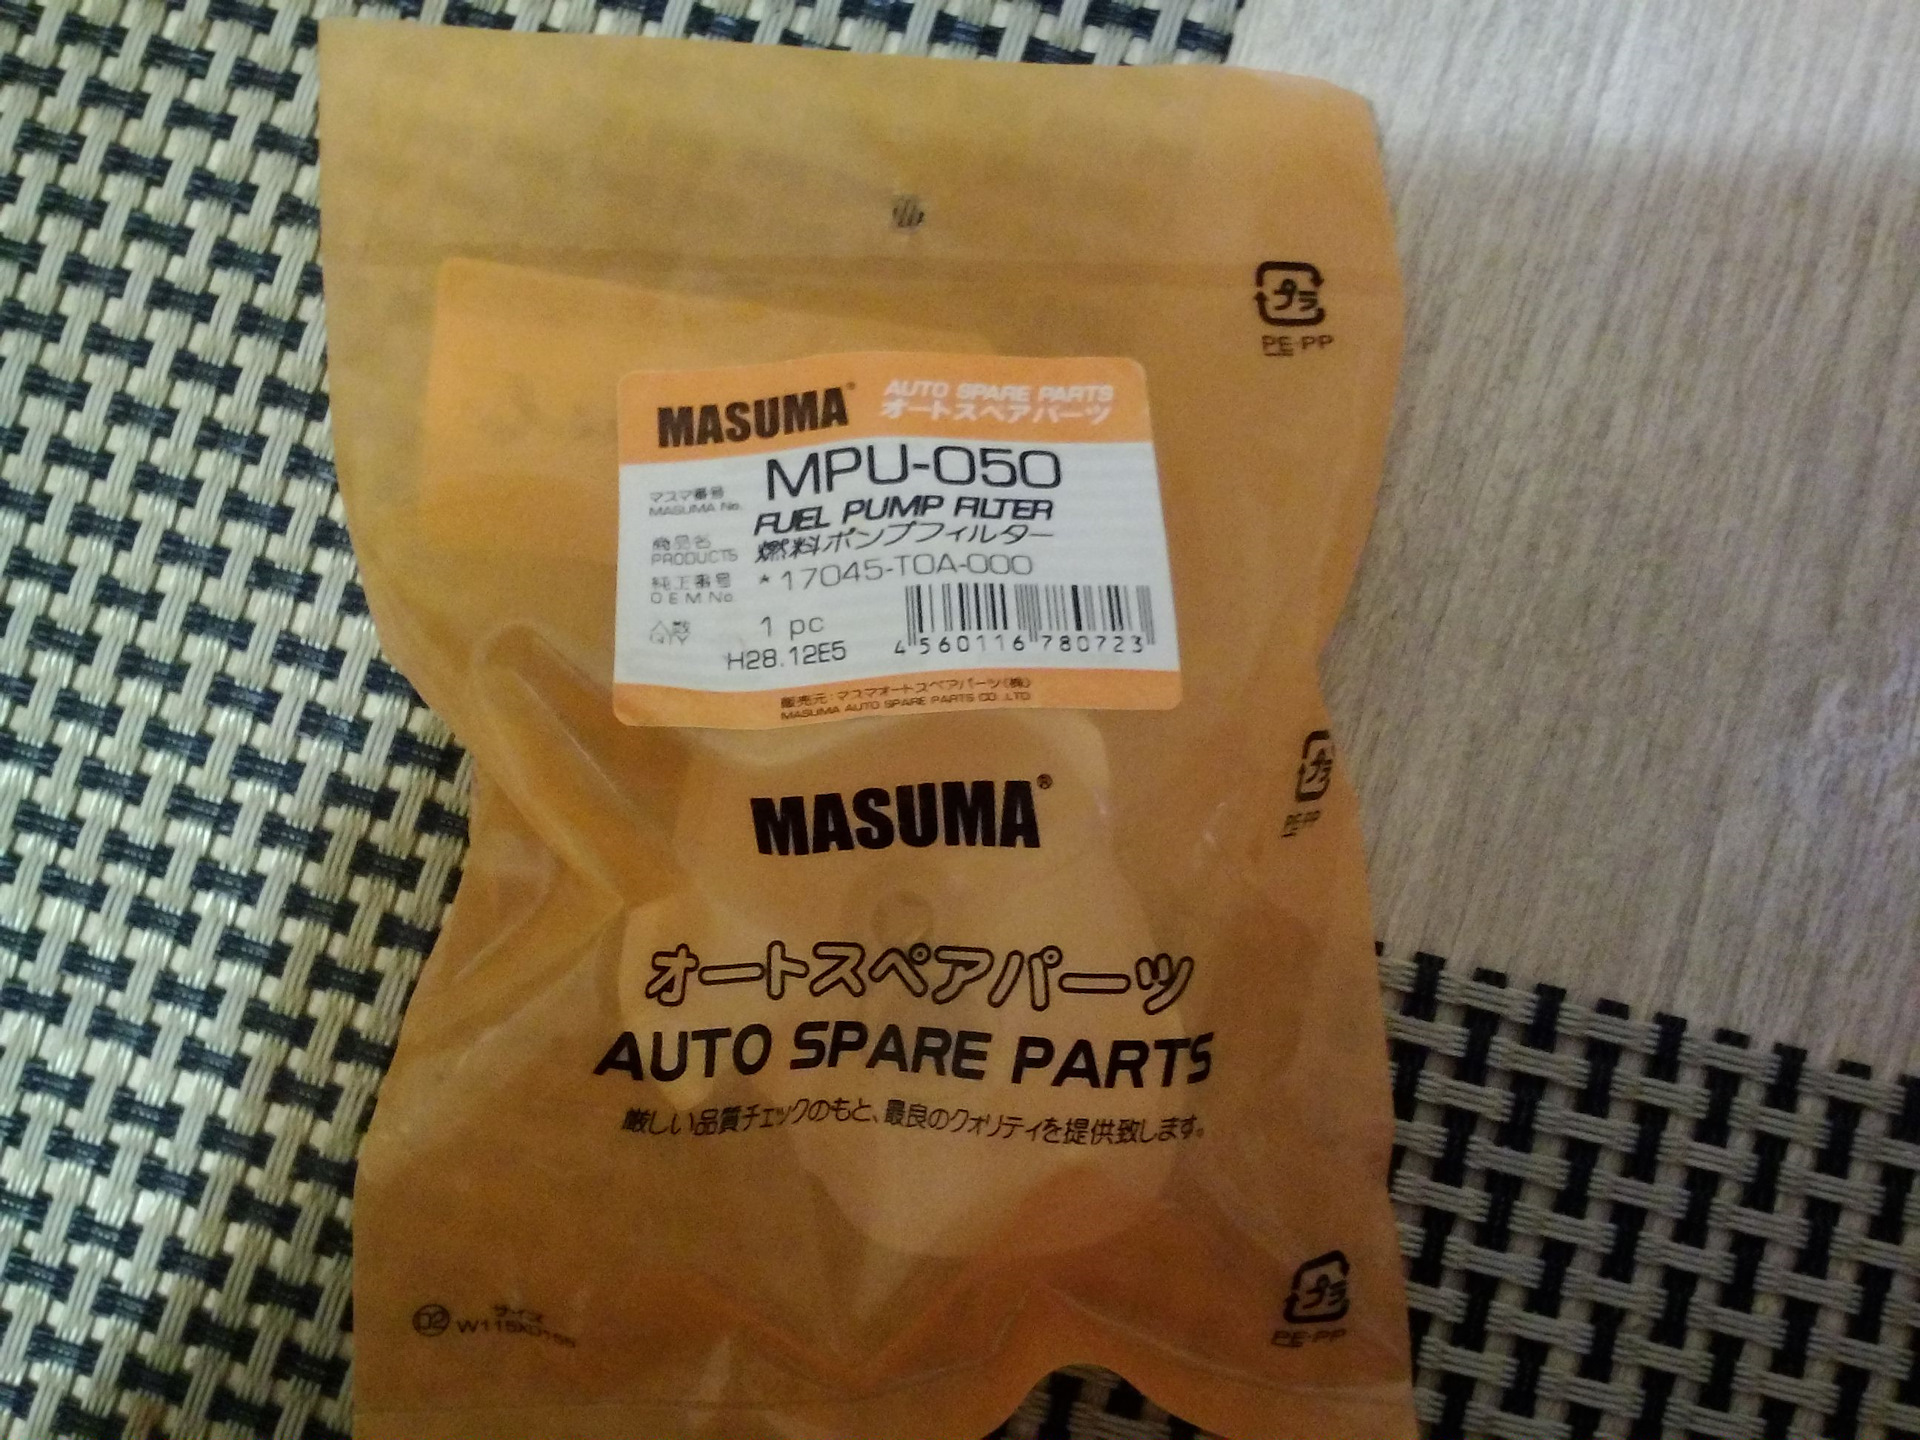 プラ
PE·PP
MASUMA®
AUTO SPARE PARTS
オートスペアパーツ
マスマ番号
MASUMA No.
MPU-050
FUEL PUMP FILTER
商品名
PRODUCTS
燃料ポンプフィルター
純正番号
O E M No.
*17045-T0A-000
入数
1 pc
H28.12E5
4 560116 780723
販売元:マスマオートスペアパーツ(株)
MASUMA AUTO SPARE PARTS CO.,LTD
プラ
PE·PP
MASUMA®
オートスペアパーツ
AUTO SPARE PARTS
厳しい品質チェックのもと、最良のクォリティを提供致します。
プラ
PE·PP
02
サイズ